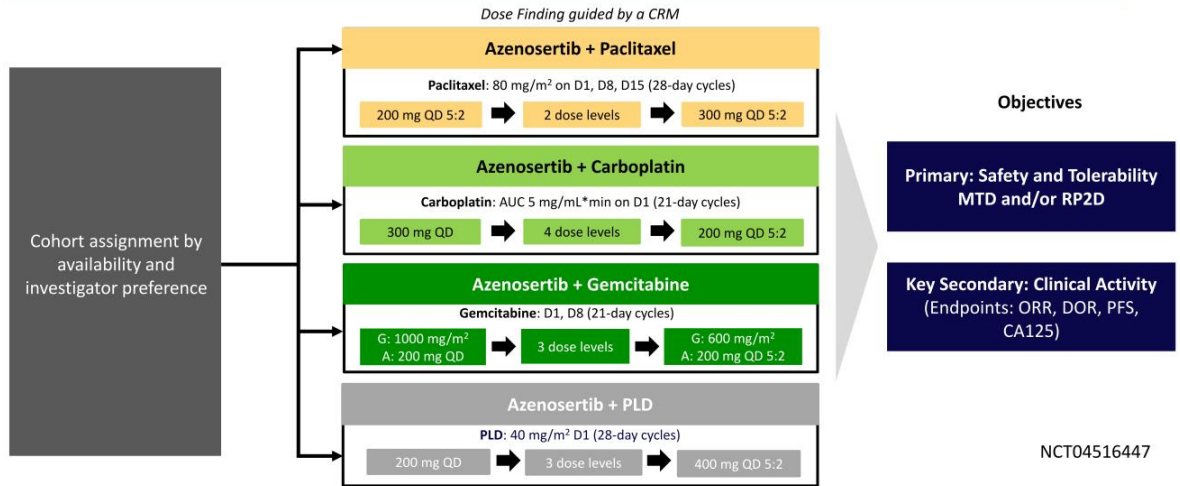 Dose Finding guided by a CRM
Cohort assignment by
availability and
investigator preference
Azenosertib + Paclitaxel
Paclitaxel: 80 mg/m² on D1, D8, D15 (28-day cycles)
200 mg QD 5:2
2 dose levels
300 mg QD 5:2
Azenosertib + Carboplatin
Carboplatin: AUC 5 mg/mL*min on D1 (21-day cycles)
300 mg QD
4 dose levels
200 mg QD 5:2
Azenosertib + Gemcitabine
Gemcitabine: D1, D8 (21-day cycles)
G: 1000 mg/m²
A: 200 mg QD
3 dose levels
G: 600 mg/m²
A: 200 mg QD 5:2
Azenosertib + PLD
PLD: 40 mg/m² D1 (28-day cycles)
200 mg QD
3 dose levels
400 mg QD 5:2
Objectives
Primary: Safety and Tolerability
MTD and/or RP2D
Key Secondary: Clinical Activity
(Endpoints: ORR, DOR, PFS,
CA125)
NCT04516447